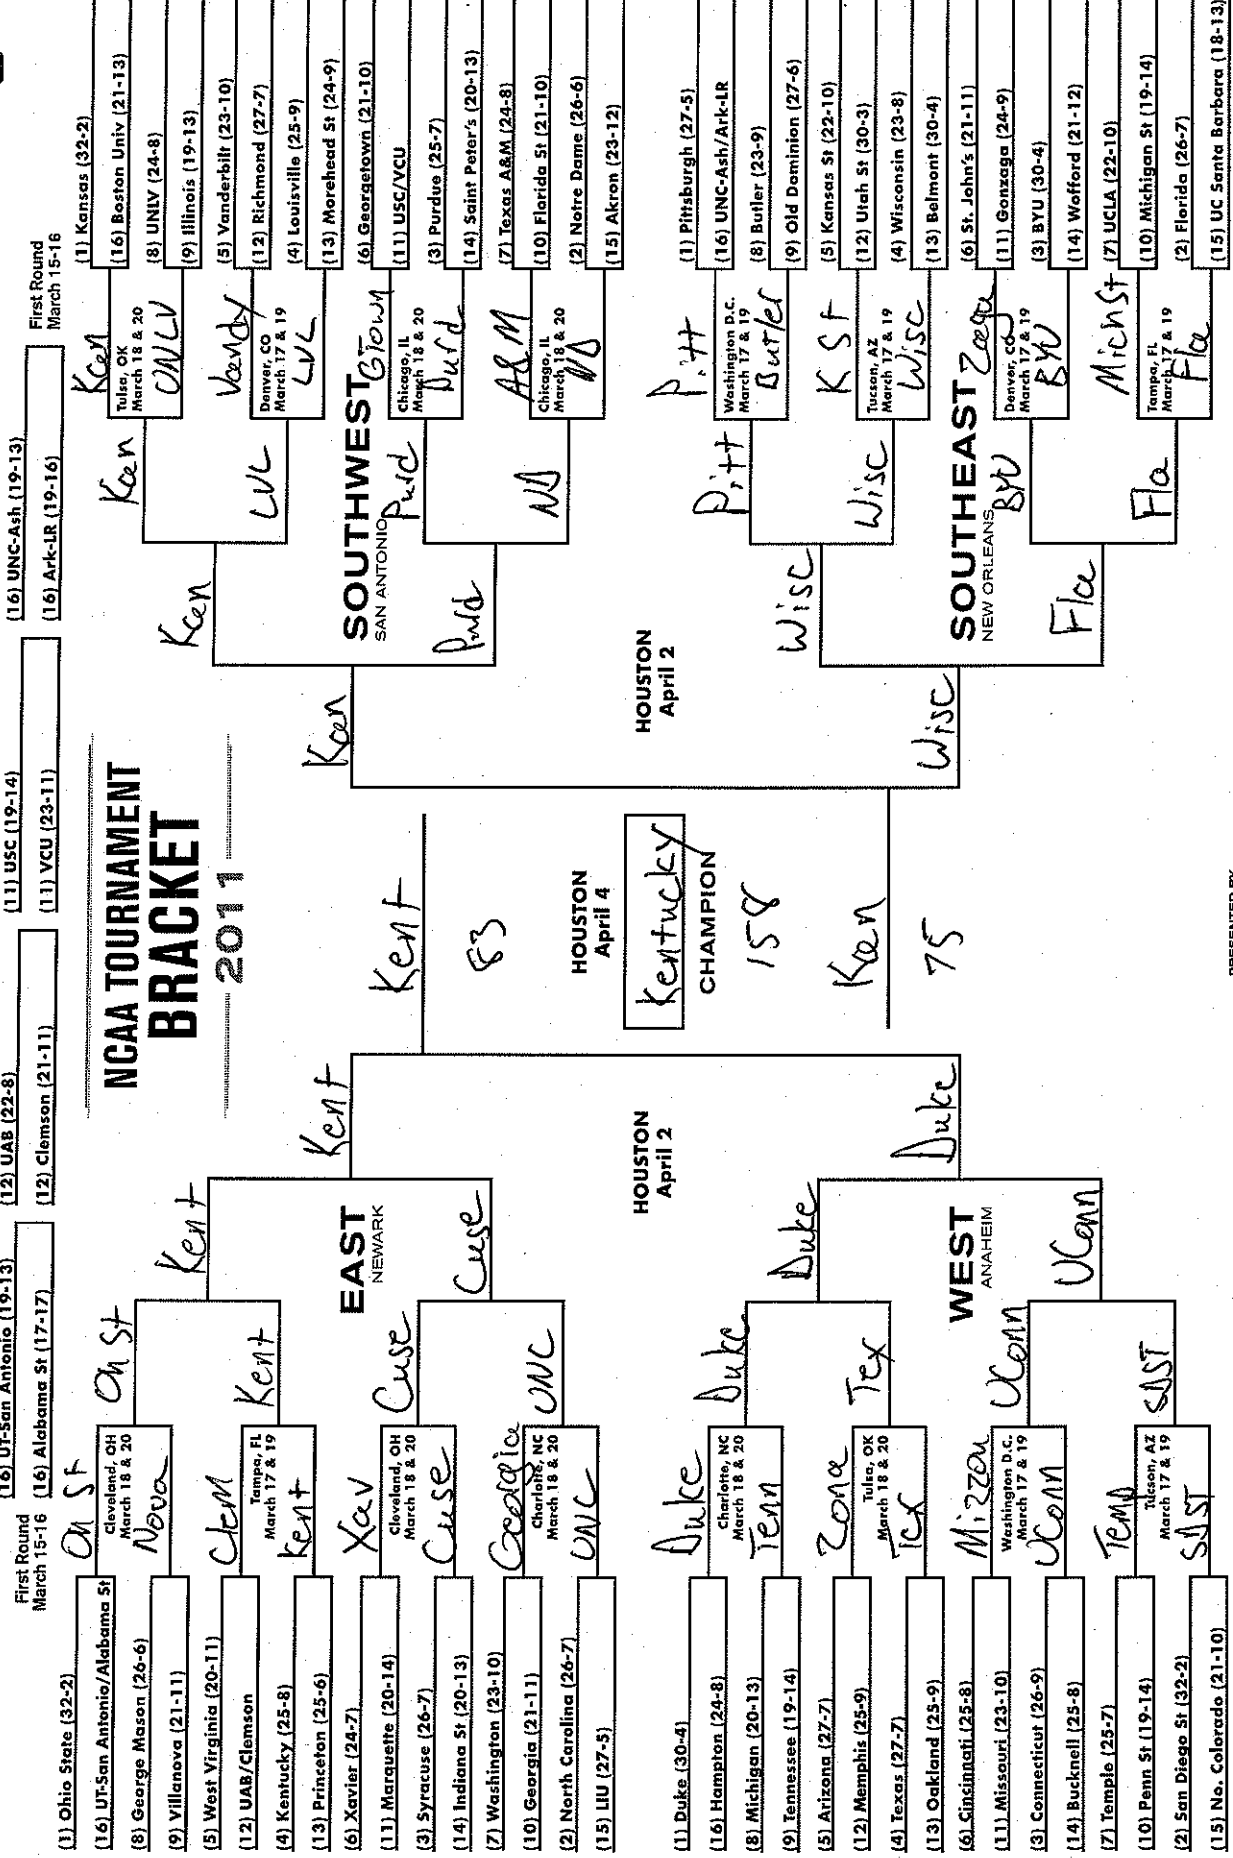 NCAA TOURNAMENT
BRACKET
2011
First Round
March 15-16
(16) UT-San Antonio (19-13)
(16) Alabama St (17-17)
(12) UAB (22-8)
(12) Clemson (21-11)
(11) USC (19-14)
(11) VCU (23-11)
(16) UNC-Ash (19-13)
(16) Ark-LR (19-16)
First Round
March 15-16
(1) Ohio State (32-2)
(16) UT-San Antonio/Alabama St
(8) George Mason (26-6)
(9) Villanova (21-11)
(5) West Virginia (20-11)
(12) UAB/Clemson
(4) Kentucky (25-8)
(13) Princeton (25-6)
(6) Xavier (24-7)
(11) Marquette (20-14)
(3) Syracuse (26-7)
(14) Indiana St (20-13)
(7) Washington (23-10)
(10) Georgia (21-11)
(2) North Carolina (26-7)
(15) LIU (27-5)
Oh St
Cleveland, OH
March 18 & 20
Nova
Clem
Tampa, FL
March 17 & 19
Kent
Xav
Cleveland, OH
March 18 & 20
Cuse
Georgia
Charlotte, NC
March 18 & 20
UNC
Oh St
Kent
Cuse
UNC
Kent
EAST
NEWARK
Cuse
Kent
(1) Duke (30-4)
(16) Hampton (24-8)
(8) Michigan (20-13)
(9) Tennessee (19-14)
(5) Arizona (27-7)
(12) Memphis (25-9)
(4) Texas (27-7)
(13) Oakland (25-9)
(6) Cincinnati (25-8)
(11) Missouri (23-10)
(3) Connecticut (26-9)
(14) Bucknell (25-8)
(7) Temple (25-7)
(10) Penn St (19-14)
(2) San Diego St (32-2)
(15) No. Colorado (21-10)
Duke
Charlotte, NC
March 18 & 20
Tenn
Zona
Tulsa, OK
March 18 & 20
Tex
Mizzou
Washington D.C.
March 17 & 19
UConn
Temp
Tucson, AZ
March 17 & 19
SDST
Duke
Tex
UConn
SDST
Duke
WEST
ANAHEIM
UConn
Duke
HOUSTON
April 2
Kent
83
HOUSTON
April 4
Kentucky
CHAMPION
158
Kan
75
HOUSTON
April 2
(1) Kansas (32-2)
(16) Boston Univ (21-13)
(8) UNLV (24-8)
(9) Illinois (19-13)
(5) Vanderbilt (23-10)
(12) Richmond (27-7)
(4) Louisville (25-9)
(13) Morehead St (24-9)
(6) Georgetown (21-10)
(11) USC/VCU
(3) Purdue (25-7)
(14) Saint Peter's (20-13)
(7) Texas A&M (24-8)
(10) Florida St (21-10)
(2) Notre Dame (26-6)
(15) Akron (23-12)
Kan
Tulsa, OK
March 18 & 20
UNLV
Vandy
Denver, CO
March 17 & 19
LVL
GTown
Chicago, IL
March 18 & 20
Purd
A&M
Chicago, IL
March 18 & 20
ND
Kan
LVL
Purd
ND
Kan
SOUTHWEST
SAN ANTONIO
Purd
Kan
(1) Pittsburgh (27-5)
(16) UNC-Ash/Ark-LR
(8) Butler (23-9)
(9) Old Dominion (27-6)
(5) Kansas St (22-10)
(12) Utah St (30-3)
(4) Wisconsin (23-8)
(13) Belmont (30-4)
(6) St. John's (21-11)
(11) Gonzaga (24-9)
(3) BYU (30-4)
(14) Wofford (21-12)
(7) UCLA (22-10)
(10) Michigan St (19-14)
(2) Florida (26-7)
(15) UC Santa Barbara (18-13)
Pitt
Washington D.C.
March 17 & 19
Butler
K St
Tucson, AZ
March 17 & 19
Wisc
Zaga
Denver, CO
March 17 & 19
BYU
Mich St
Tampa, FL
March 17 & 19
Fla
Pitt
Wisc
BYU
Fla
Wisc
SOUTHEAST
NEW ORLEANS
Fla
Wisc
PRESENTED BY